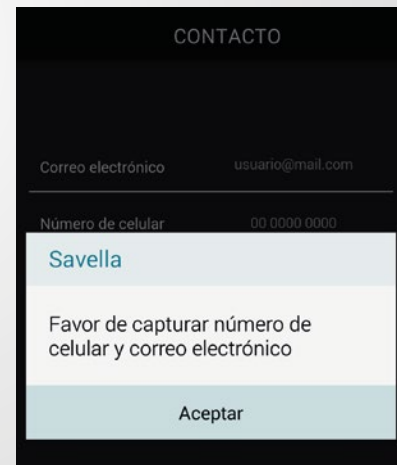 CONTACTO
Correo electrónico usuario@mail.com
Número de celular 00 0000 0000
Savella
Favor de capturar número de
celular y correo electrónico
Aceptar